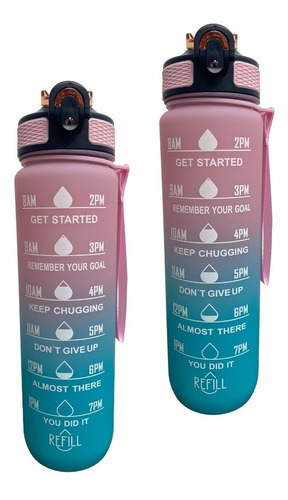 8AM 2PM
GET STARTED
9AM 3PM
REMEMBER YOUR GOAL
10AM 4PM
KEEP CHUGGING
11AM 5PM
DON'T GIVE UP
12PM 6PM
ALMOST THERE
1PM 7PM
YOU DID IT
REFILL
8AM 2PM
GET STARTED
9AM 3PM
REMEMBER YOUR GOAL
10AM 4PM
KEEP CHUGGING
11AM 5PM
DON'T GIVE UP
12PM 6PM
ALMOST THERE
1PM 7PM
YOU DID IT
REFILL